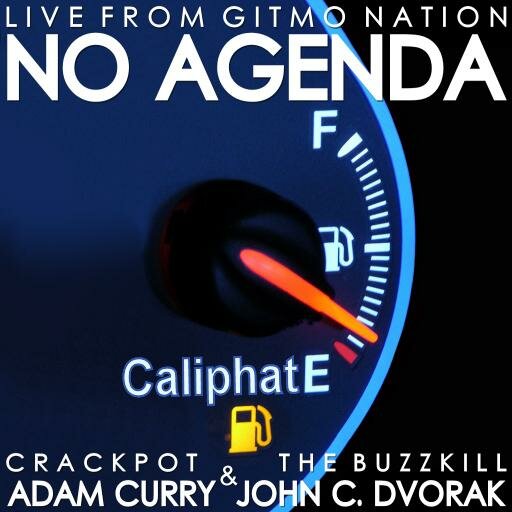 LIVE FROM GITMO NATION
NO AGENDA
F
CaliphatE
CRACKPOT & THE BUZZKILL
ADAM CURRY JOHN C. DVORAK